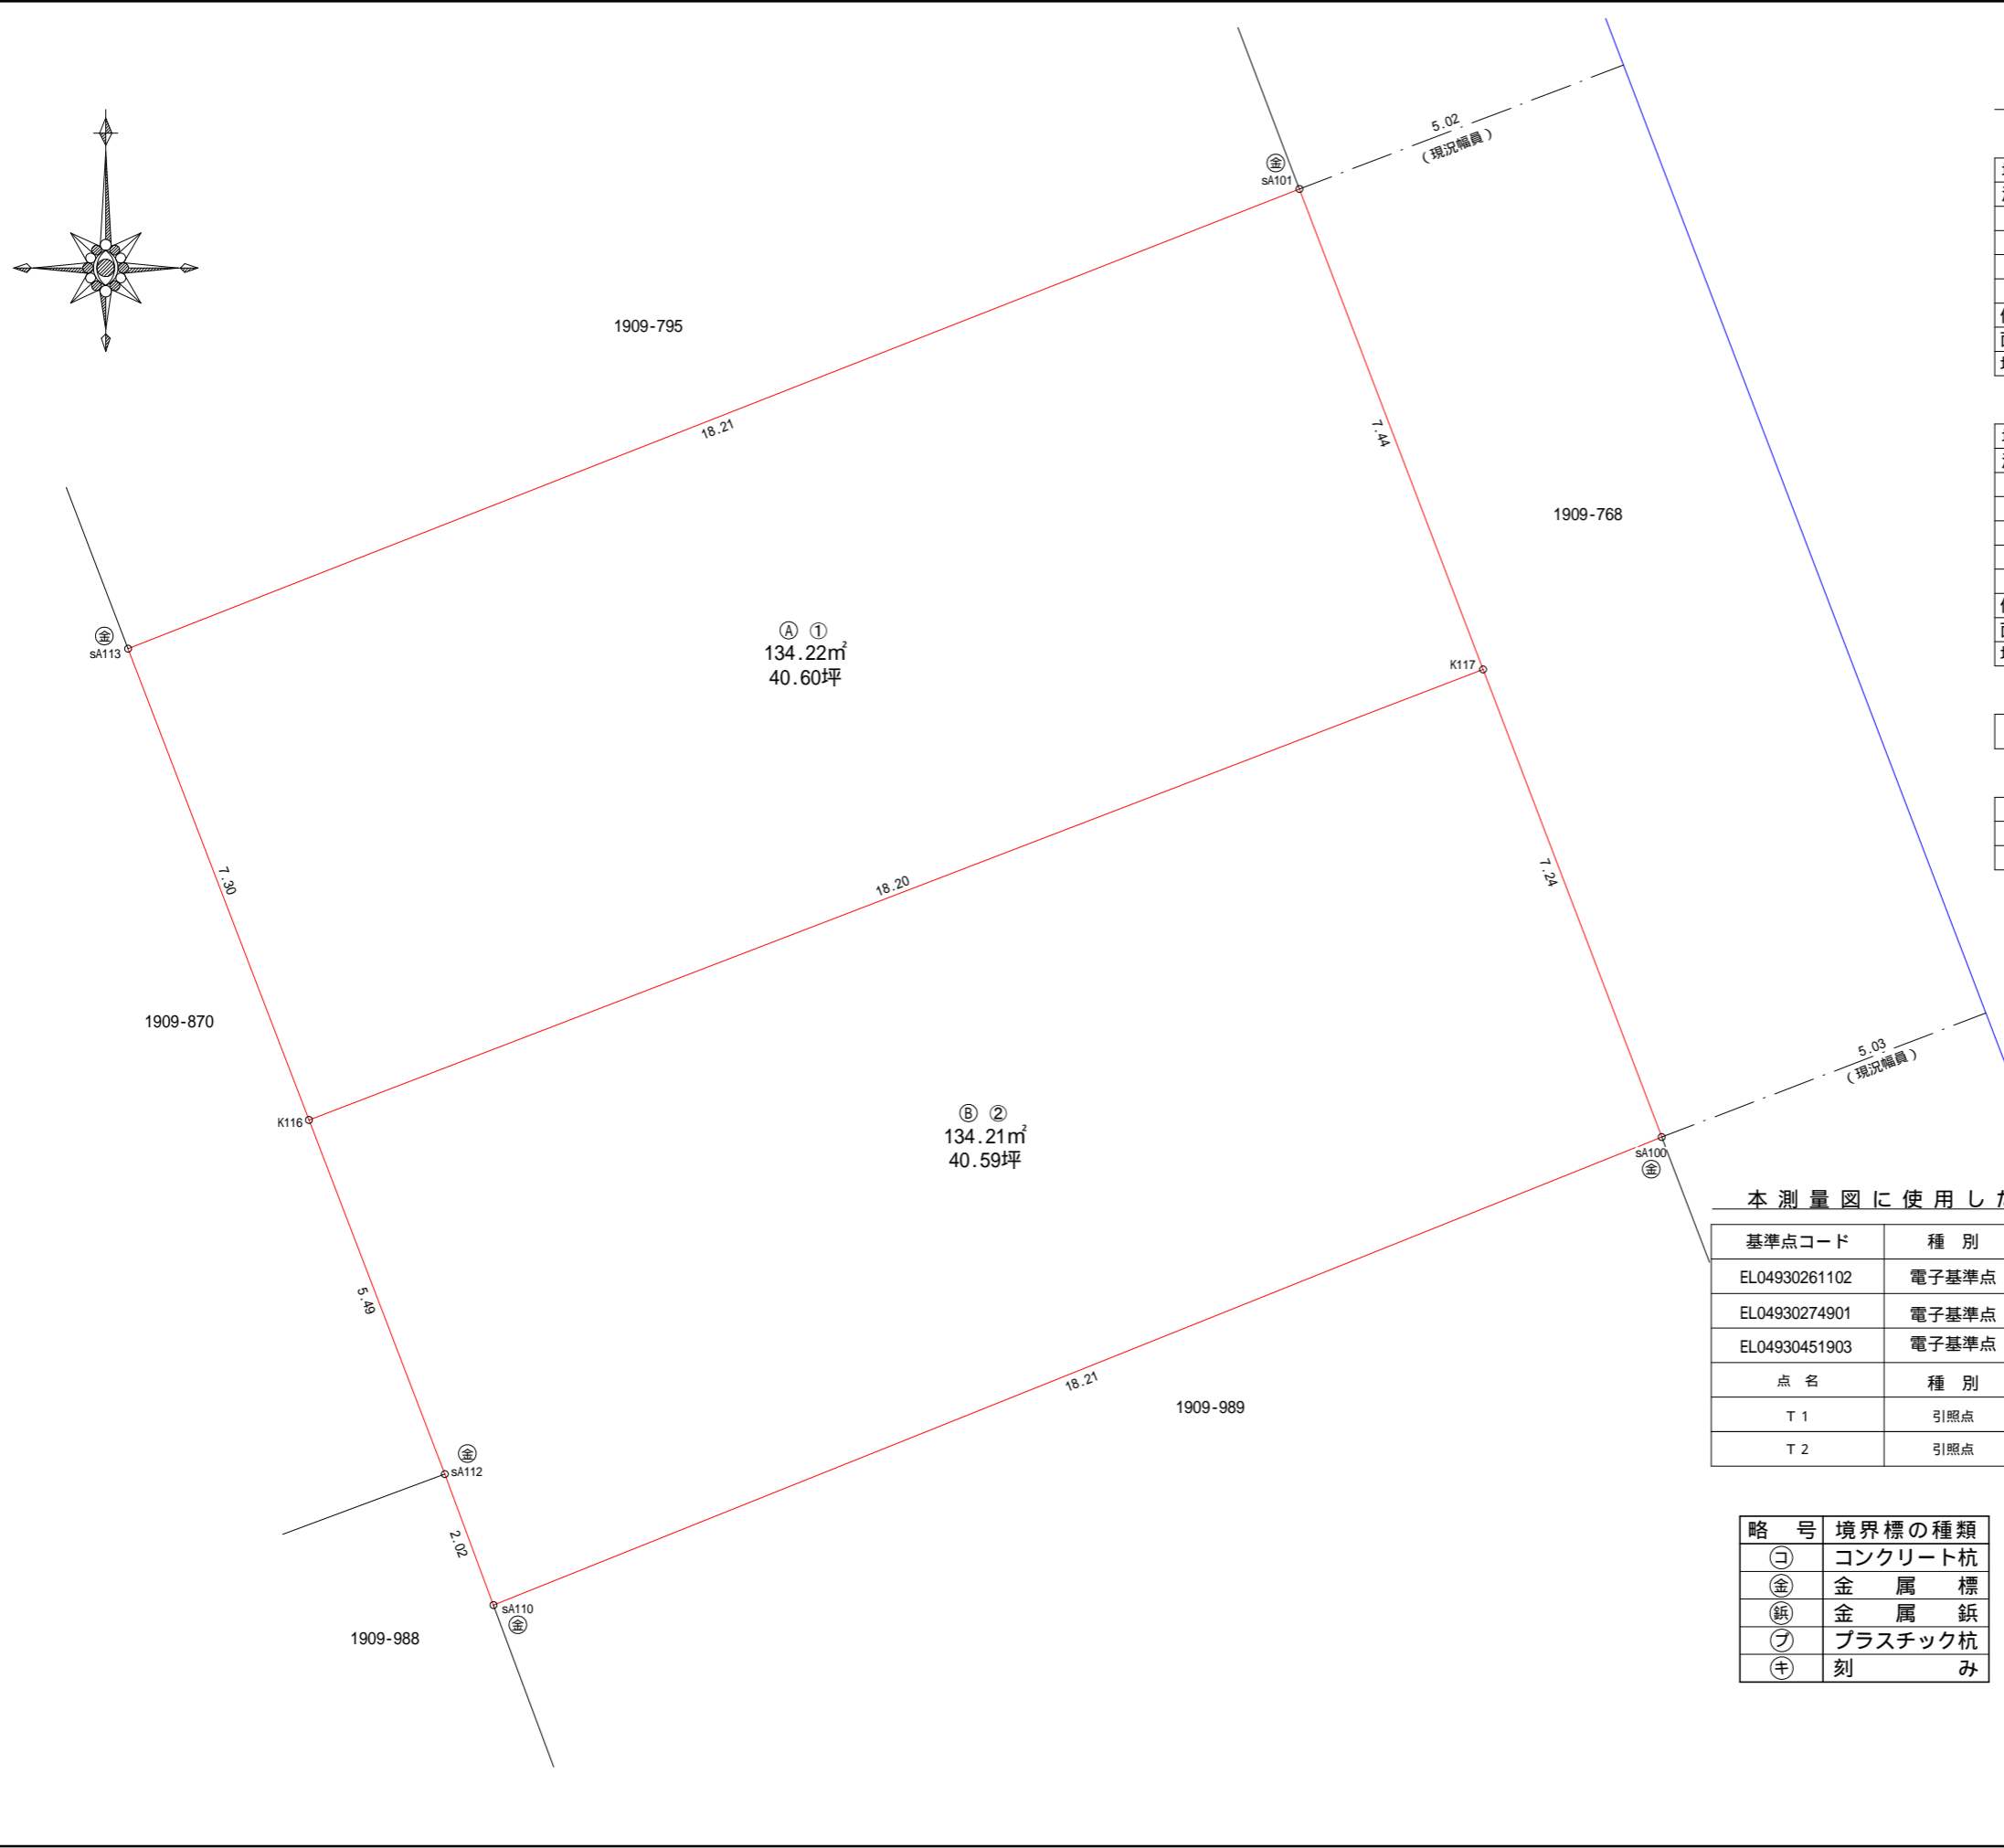 5.02
(現況幅員)
金
sA101
1909-795
18.21
7.44
1909-768
金
sA113
Ⓐ ①
134.22㎡
40.60坪
K117
7.30
18.20
7.24
1909-870
5.03
(現況幅員)
K116
Ⓑ ②
134.21㎡
40.59坪
sA100
金
本測量図に使用した
基準点コード 種 別
EL04930261102 電子基準点
EL04930274901 電子基準点
EL04930451903 電子基準点
点 名 種 別
T 1 引照点
T 2 引照点
5.49
18.21
1909-989
金
sA112
2.02
sA110
金
1909-988
略 号 境界標の種類
コ コンクリート杭
金 金 属 標
鋲 金 属 鋲
プ プラスチック杭
キ 刻 み